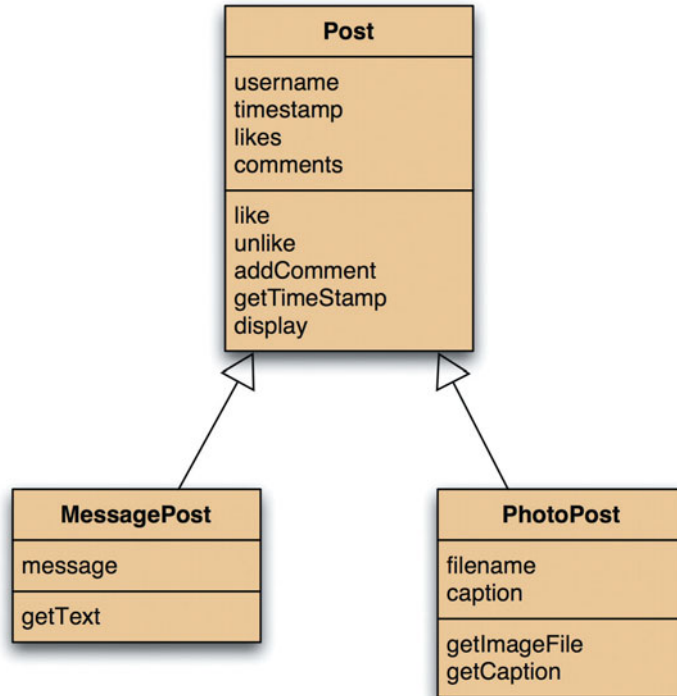 Post
username
timestamp
likes
comments
like
unlike
addComment
getTimeStamp
display
MessagePost
message
getText
PhotoPost
filename
caption
getImageFile
getCaption